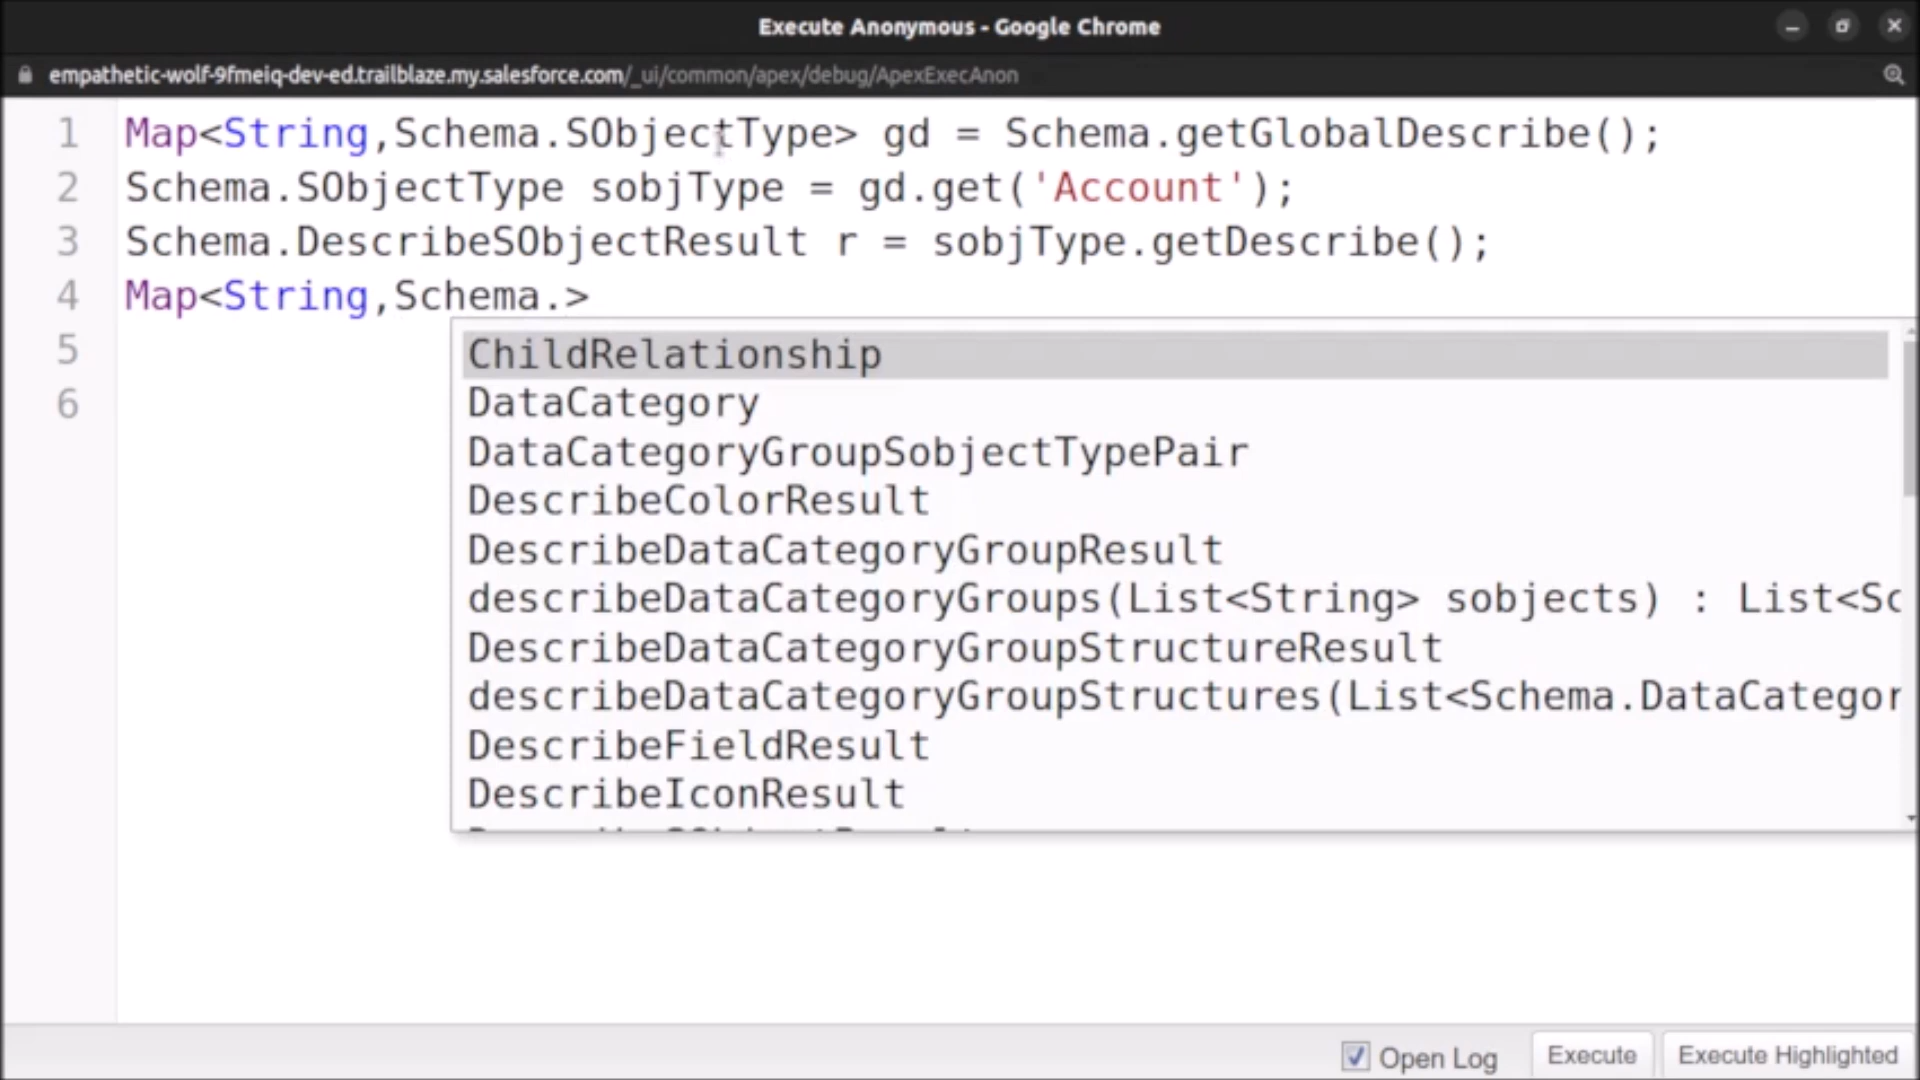 Execute Anonymous - Google Chrome
empathetic-wolf-9fmeiq-dev-ed.trailblaze.my.salesforce.com/_ui/common/apex/debug/ApexExecAnon
1 Map<String,Schema.SObjectType> gd = Schema.getGlobalDescribe();
2 Schema.SObjectType sobjType = gd.get('Account');
3 Schema.DescribeSObjectResult r = sobjType.getDescribe();
4 Map<String,Schema.>
5
6
ChildRelationship
DataCategory
DataCategoryGroupSobjectTypePair
DescribeColorResult
DescribeDataCategoryGroupResult
describeDataCategoryGroups(List<String> sobjects) : List<Sc
DescribeDataCategoryGroupStructureResult
describeDataCategoryGroupStructures(List<Schema.DataCategor
DescribeFieldResult
DescribeIconResult
Open Log
Execute
Execute Highlighted